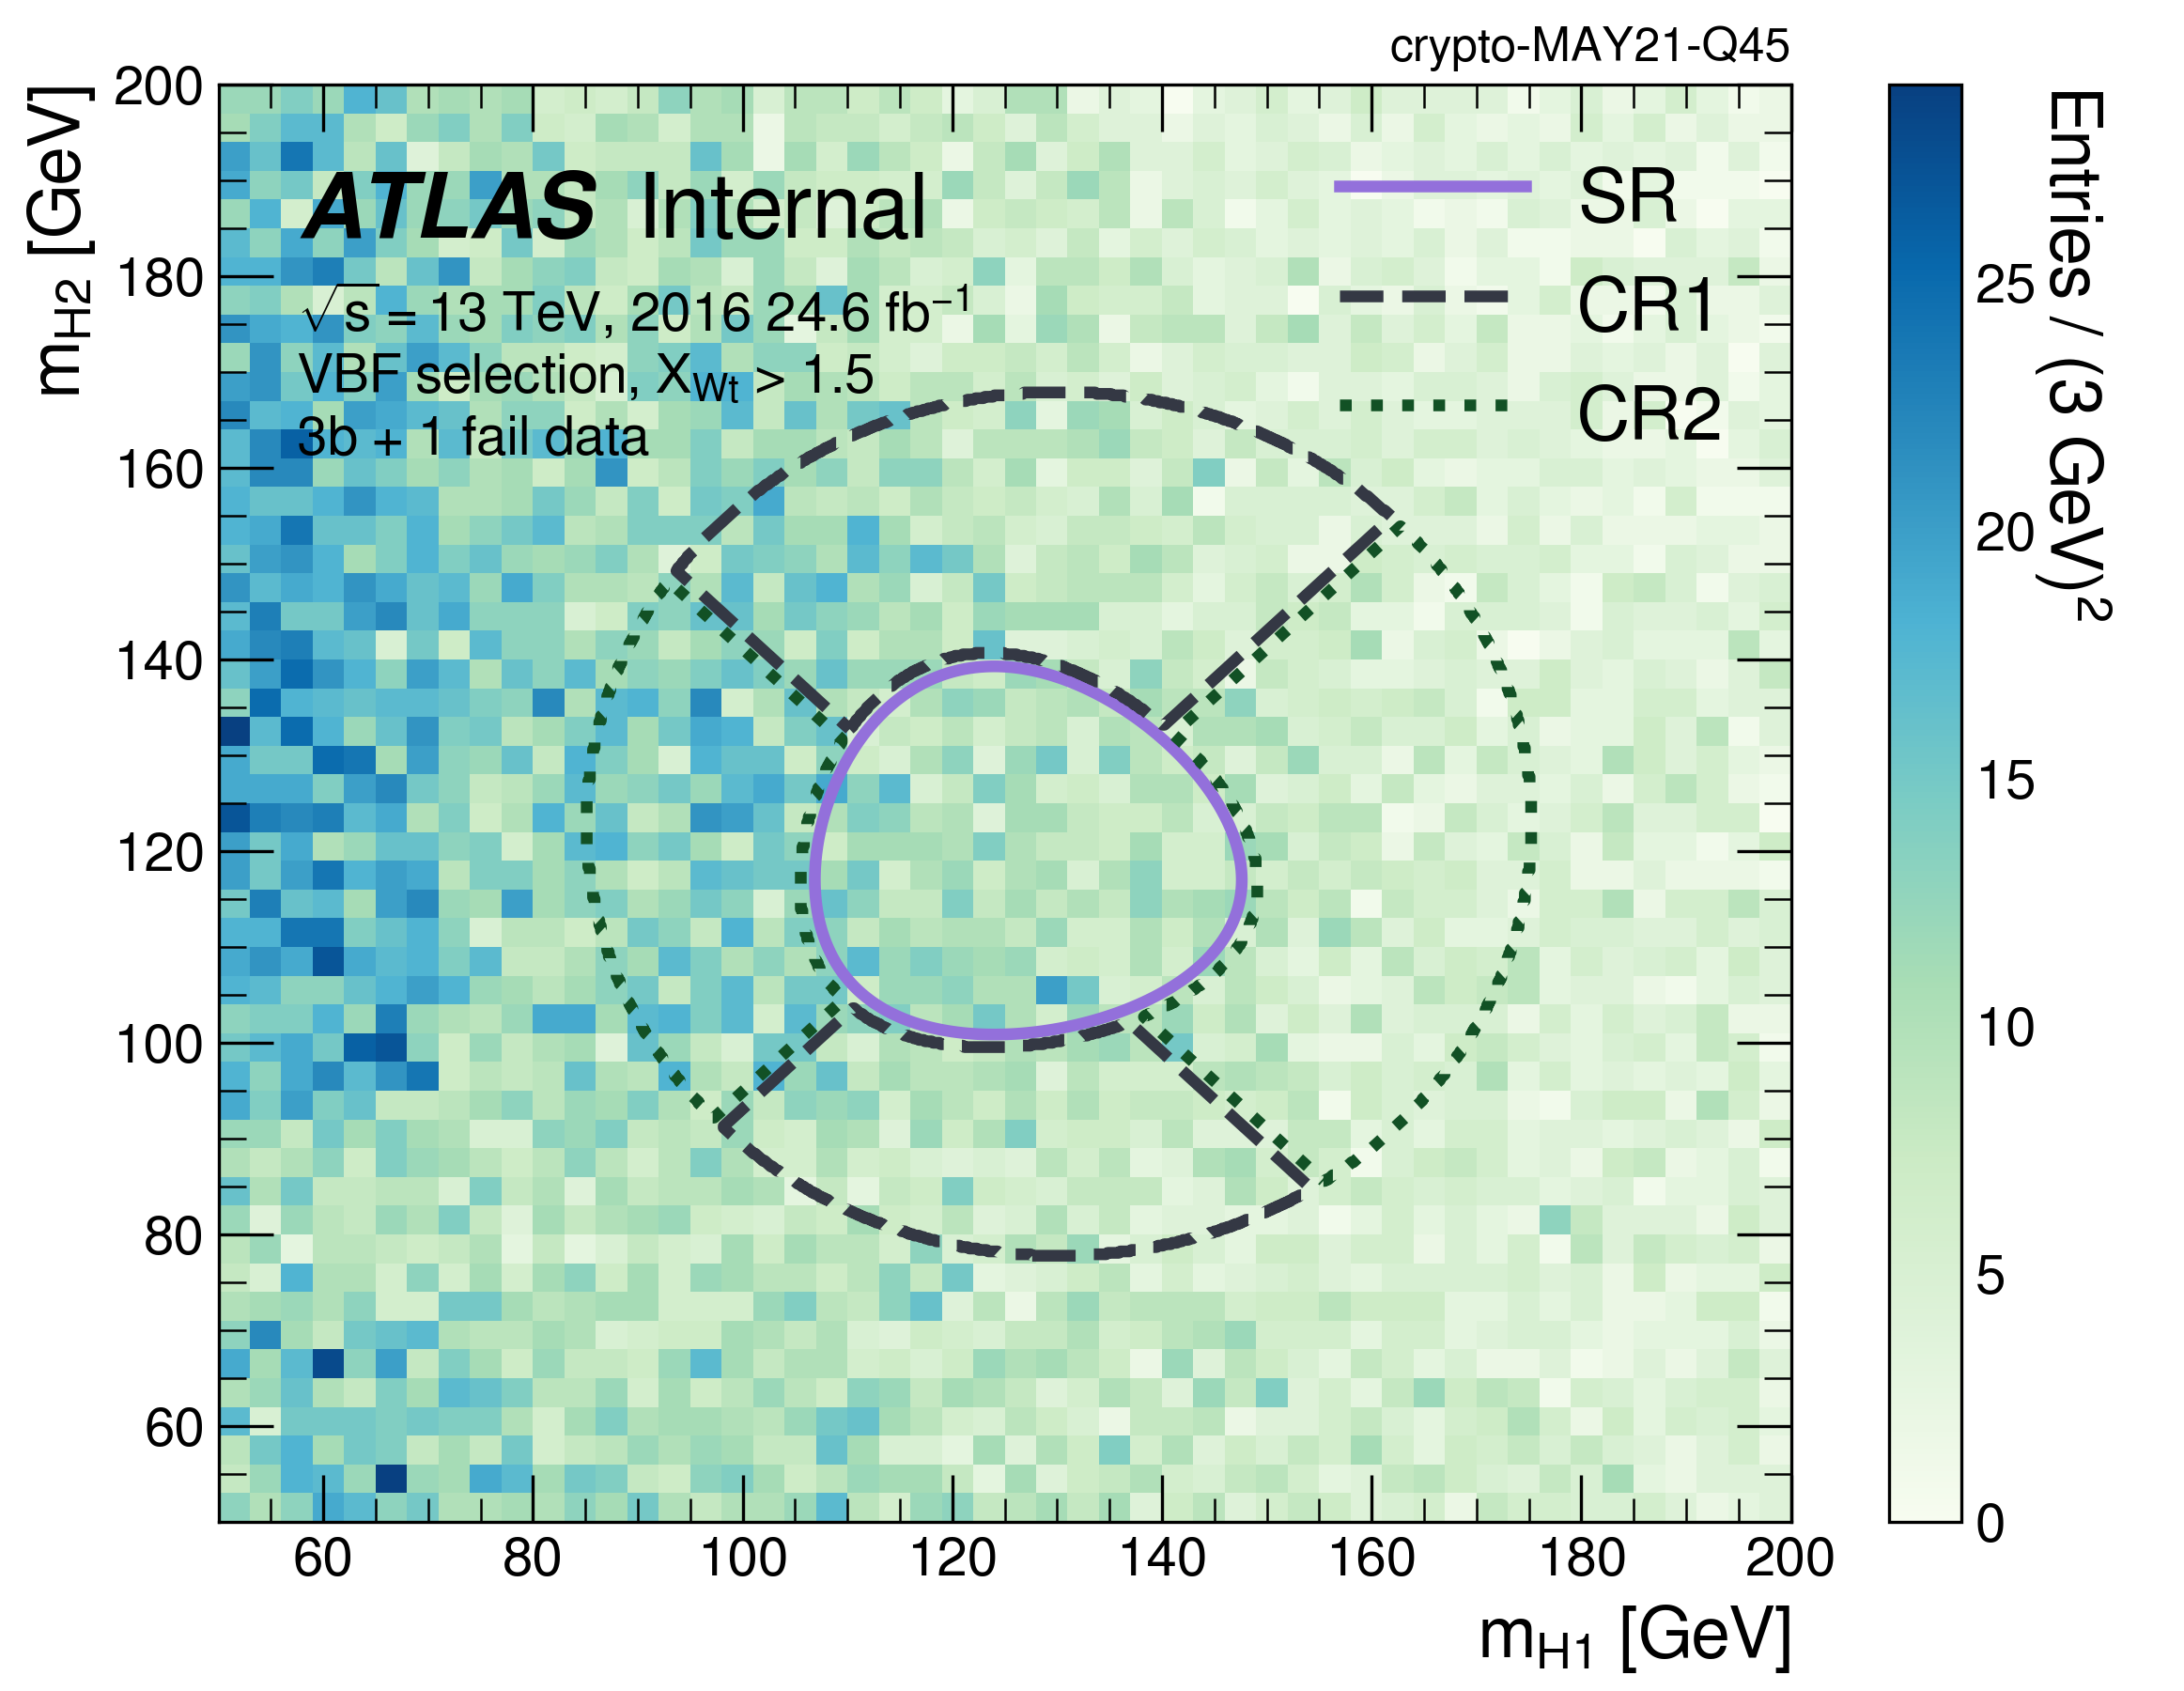 crypto-MAY21-Q45
ATLAS Internal
√s = 13 TeV, 2016 24.6 fb⁻¹
VBF selection, X_Wt > 1.5
3b + 1 fail data
SR
CR1
CR2
m_H2 [GeV]
200
180
160
140
120
100
80
60
60 80 100 120 140 160 180 200
m_H1 [GeV]
Entries / (3 GeV)²
25
20
15
10
5
0